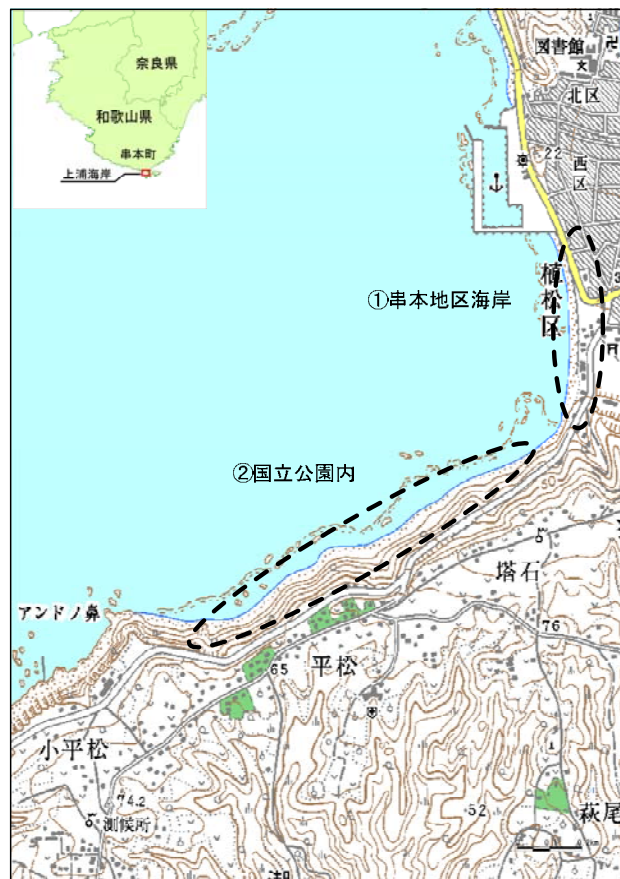 奈良県
和歌山県
串本町
上浦海岸
図書館
北区
22
西区
植松区
①串本地区海岸
②国立公園内
塔石
アンドノ鼻
76
65
平松
小平松
74.2
測候所
52
萩尾